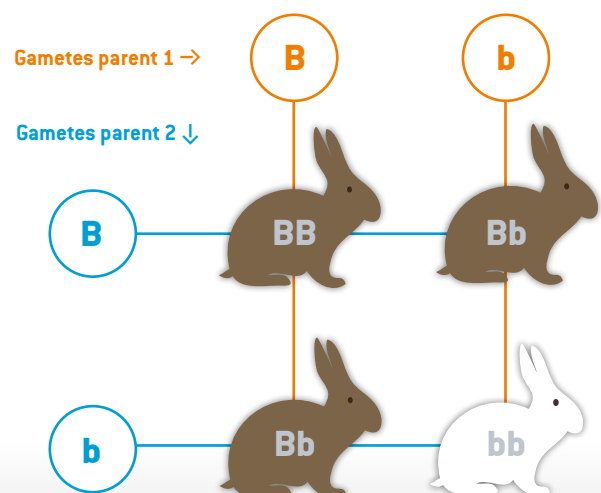 Gametes parent 1 →
B
b
Gametes parent 2 ↓
B
BB
Bb
b
Bb
bb